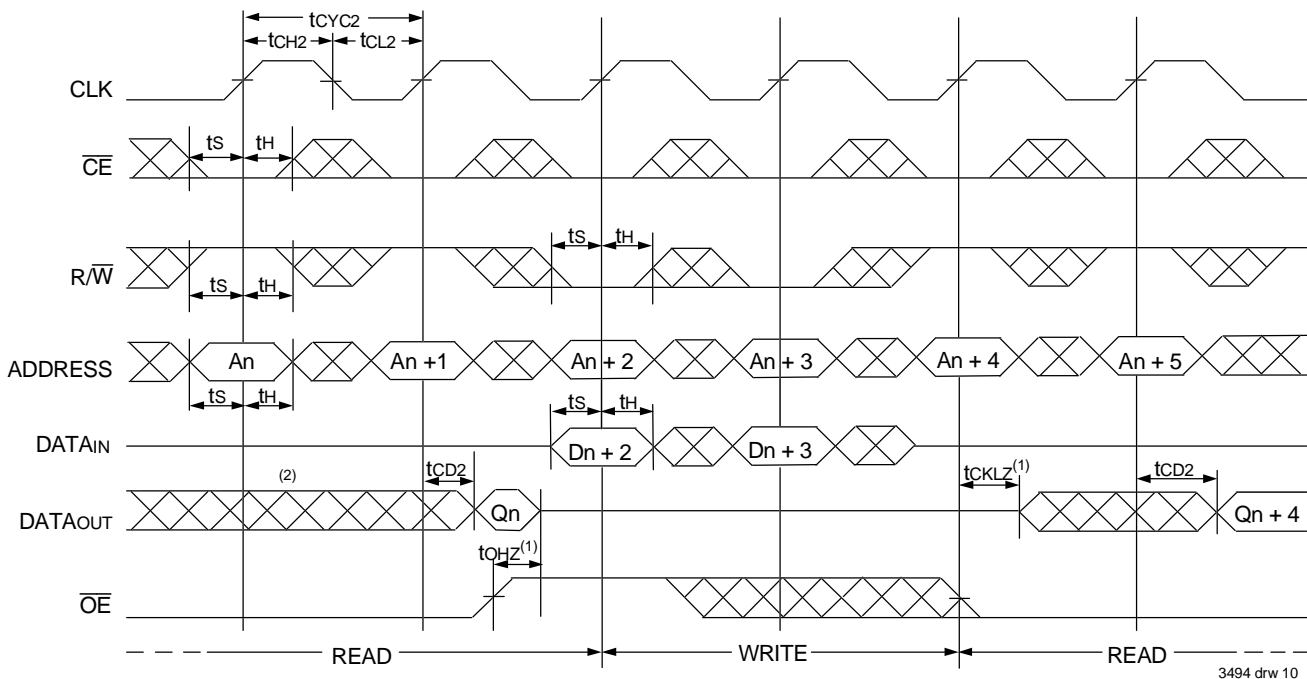 tCYC2
tCH2 tCL2
CLK
tS tH
CE
tS tH
R/W
tS tH
An An +1 An + 2 An + 3 An + 4 An + 5
ADDRESS
tS tH tS tH
DATAIN
Dn + 2 Dn + 3
(2) tCD2 tCKLZ(1) tCD2
DATAOUT
Qn Qn + 4
tOHZ(1)
OE
READ WRITE READ
3494 drw 10